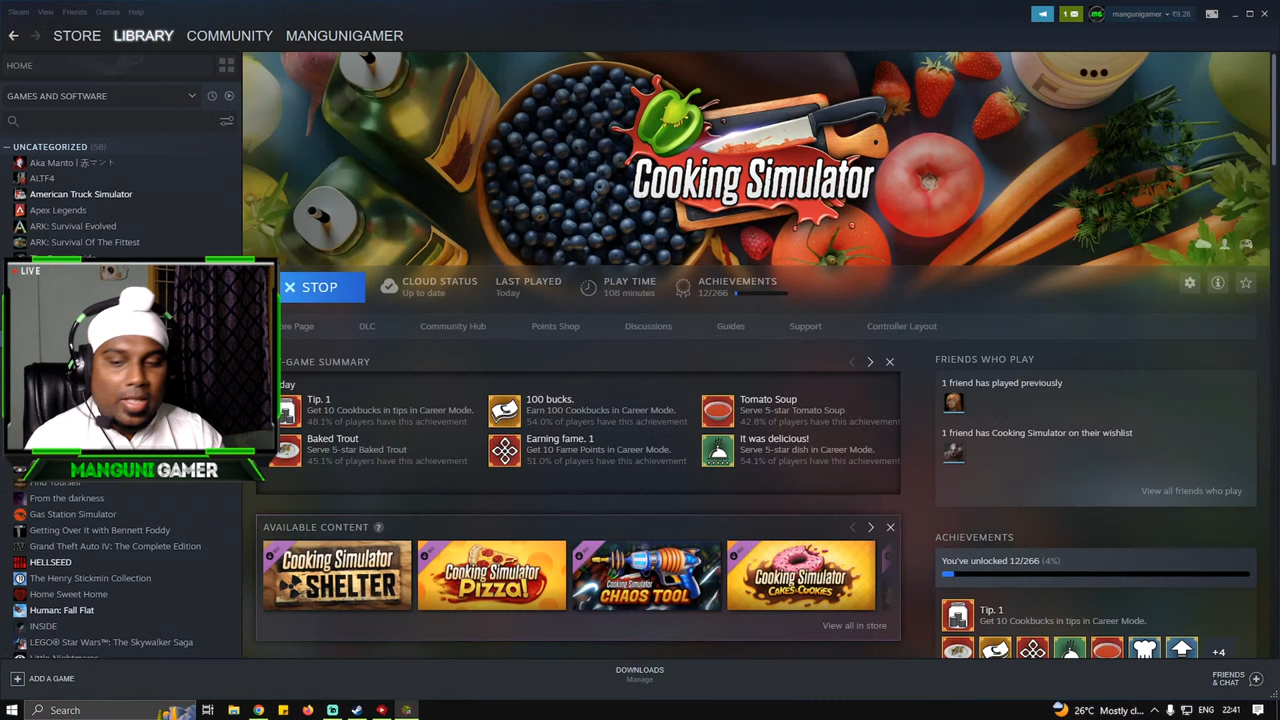 Steam View Friends Games Help
1 mangunigamer ₹9.28
STORE LIBRARY COMMUNITY MANGUNIGAMER
HOME
GAMES AND SOFTWARE
UNCATEGORIZED (58)
Aka Manto | 赤マント
ALTF4
American Truck Simulator
Apex Legends
ARK: Survival Evolved
ARK: Survival Of The Fittest
LIVE
MANGUNI GAMER
From the darkness
Gas Station Simulator
Getting Over It with Bennett Foddy
Grand Theft Auto IV: The Complete Edition
HELLSEED
The Henry Stickmin Collection
Home Sweet Home
Human: Fall Flat
INSIDE
LEGO® Star Wars™: The Skywalker Saga
Cooking Simulator
STOP
CLOUD STATUS
Up to date
LAST PLAYED
Today
PLAY TIME
108 minutes
ACHIEVEMENTS
12/266
Page DLC Community Hub Points Shop Discussions Guides Support Controller Layout
-GAME SUMMARY
Tip. 1
Get 10 Cookbucks in tips in Career Mode.
48.1% of players have this achievement
100 bucks.
Earn 100 Cookbucks in Career Mode.
54.0% of players have this achievement
Tomato Soup
Serve 5-star Tomato Soup
42.8% of players have this achievement
Baked Trout
Serve 5-star Baked Trout
45.1% of players have this achievement
Earning fame. 1
Get 10 Fame Points in Career Mode.
51.0% of players have this achievement
It was delicious!
Serve 5-star dish in Career Mode.
54.1% of players have this achievement
AVAILABLE CONTENT ?
Cooking Simulator SHELTER
Cooking Simulator Pizza!
Cooking Simulator CHAOS TOOL
Cooking Simulator CAKES & COOKIES
View all in store
FRIENDS WHO PLAY
1 friend has played previously
1 friend has Cooking Simulator on their wishlist
View all friends who play
ACHIEVEMENTS
You've unlocked 12/266 (4%)
Tip. 1
Get 10 Cookbucks in tips in Career Mode.
+4
ADD A GAME
DOWNLOADS
Manage
FRIENDS
& CHAT
Search
26°C Mostly cl... ENG 22:41